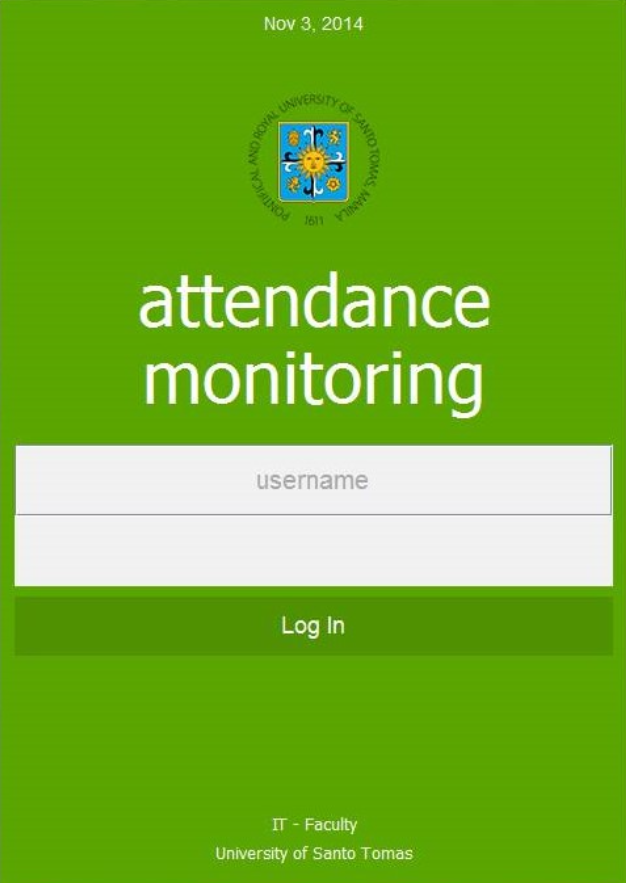 Nov 3, 2014
PONTIFICAL AND ROYAL UNIVERSITY OF SANTO TOMAS, MANILA
1611
attendance
monitoring
username
Log In
IT - Faculty
University of Santo Tomas